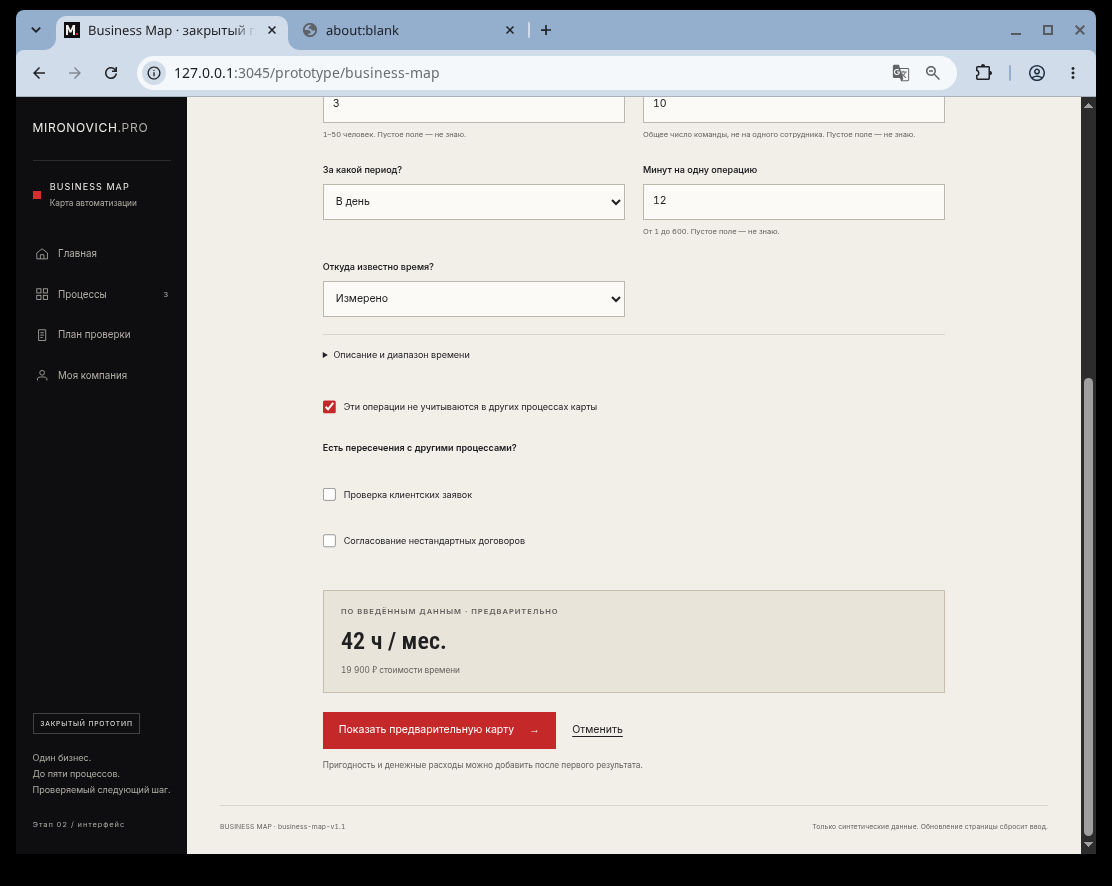 Business Map · закрытый п
about:blank
127.0.0.1:3045/prototype/business-map
MIRONOVICH.PRO
BUSINESS MAP
Карта автоматизации
Главная
Процессы 3
План проверки
Моя компания
ЗАКРЫТЫЙ ПРОТОТИП
Один бизнес.
До пяти процессов.
Проверяемый следующий шаг.
Этап 02 / интерфейс
3
10
1–50 человек. Пустое поле — не знаю.
Общее число команды, не на одного сотрудника. Пустое поле — не знаю.
За какой период?
Минут на одну операцию
В день
12
От 1 до 600. Пустое поле — не знаю.
Откуда известно время?
Измерено
Описание и диапазон времени
Эти операции не учитываются в других процессах карты
Есть пересечения с другими процессами?
Проверка клиентских заявок
Согласование нестандартных договоров
ПО ВВЕДЁННЫМ ДАННЫМ · ПРЕДВАРИТЕЛЬНО
42 ч / мес.
19 900 ₽ стоимости времени
Показать предварительную карту →
Отменить
Пригодность и денежные расходы можно добавить после первого результата.
BUSINESS MAP · business-map-v1.1
Только синтетические данные. Обновление страницы сбросит ввод.